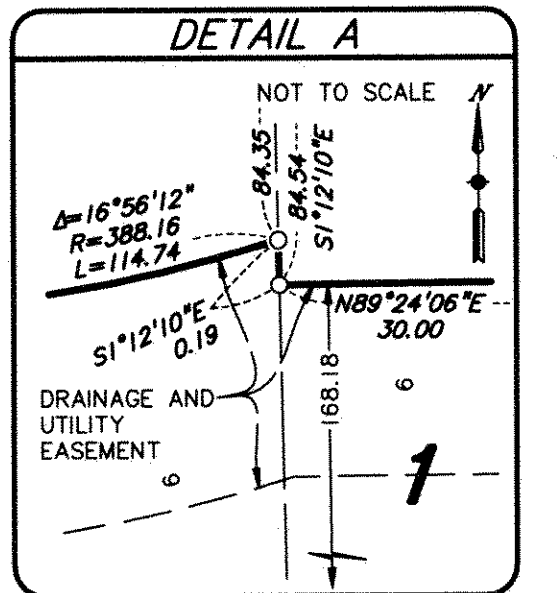 DETAIL A
NOT TO SCALE
N
84.35
84.54
S1°12'10"E
Δ=16°56'12"
R=388.16
L=114.74
S1°12'10"E
0.19
N89°24'06"E
30.00
168.18
DRAINAGE AND
UTILITY
EASEMENT
6
6
1